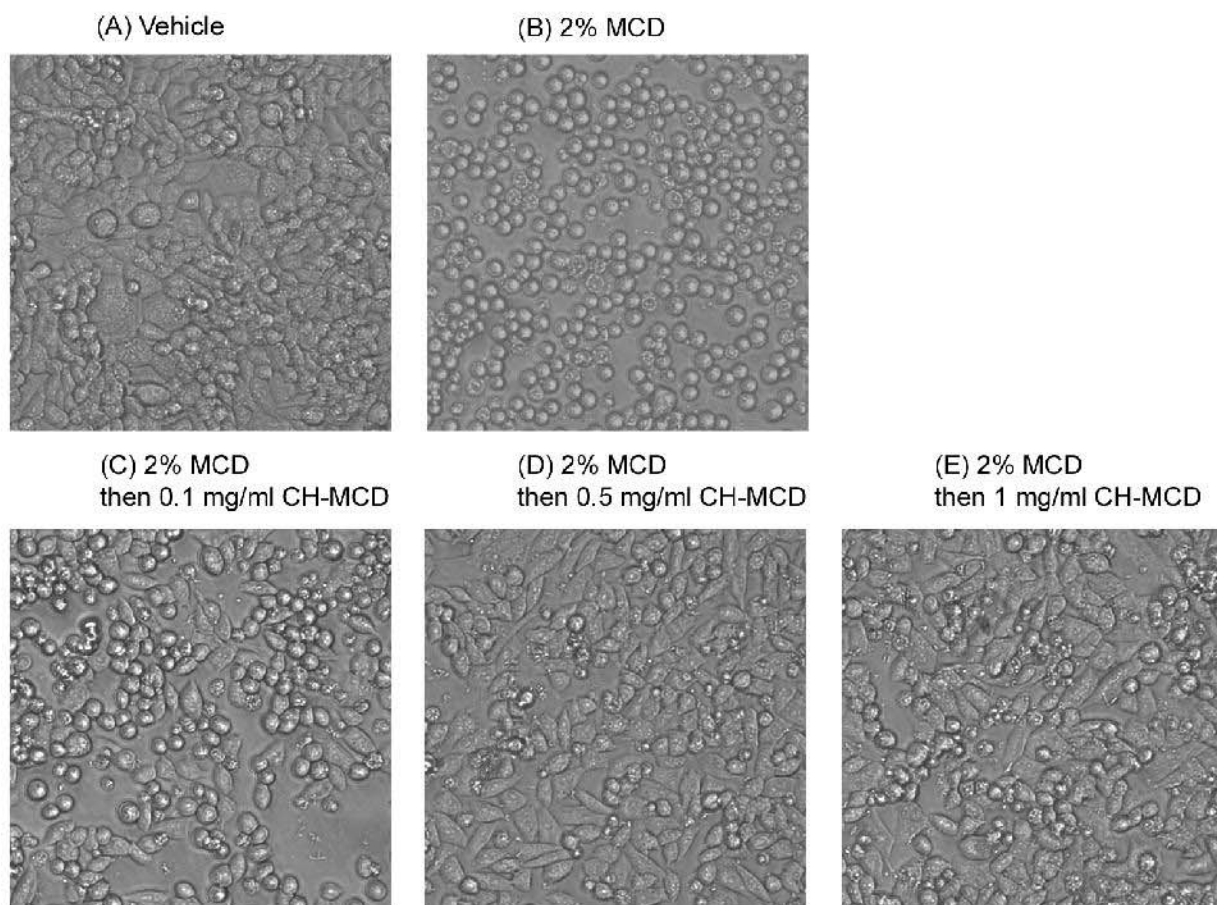 (A) Vehicle
(B) 2% MCD
(C) 2% MCD
then 0.1 mg/ml CH-MCD
(D) 2% MCD
then 0.5 mg/ml CH-MCD
(E) 2% MCD
then 1 mg/ml CH-MCD